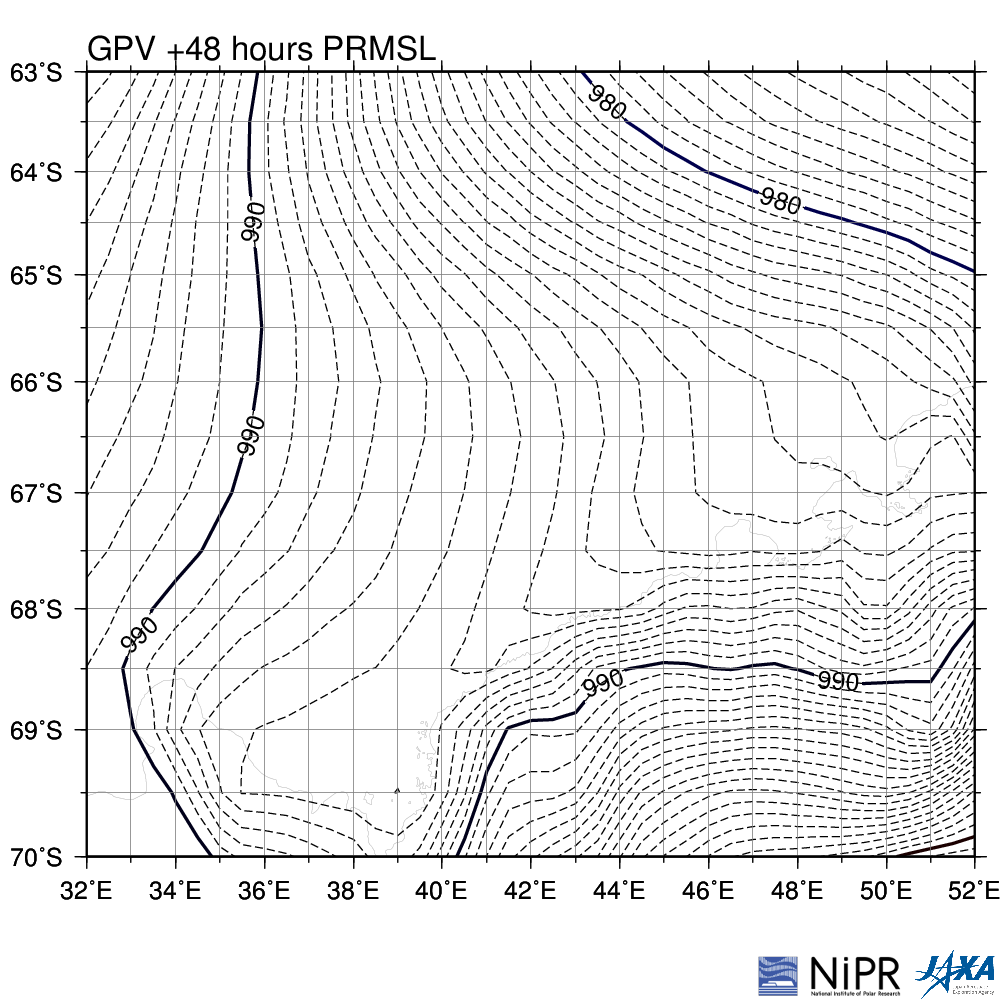 GPV +48 hours PRMSL
63°S
980
64°S
980
990
65°S
66°S
990
67°S
68°S
990
990
990
69°S
70°S
32°E 34°E 36°E 38°E 40°E 42°E 44°E 46°E 48°E 50°E 52°E
NiPR
National Institute of Polar Research
JAXA
Japan Aerospace
Exploration Agency